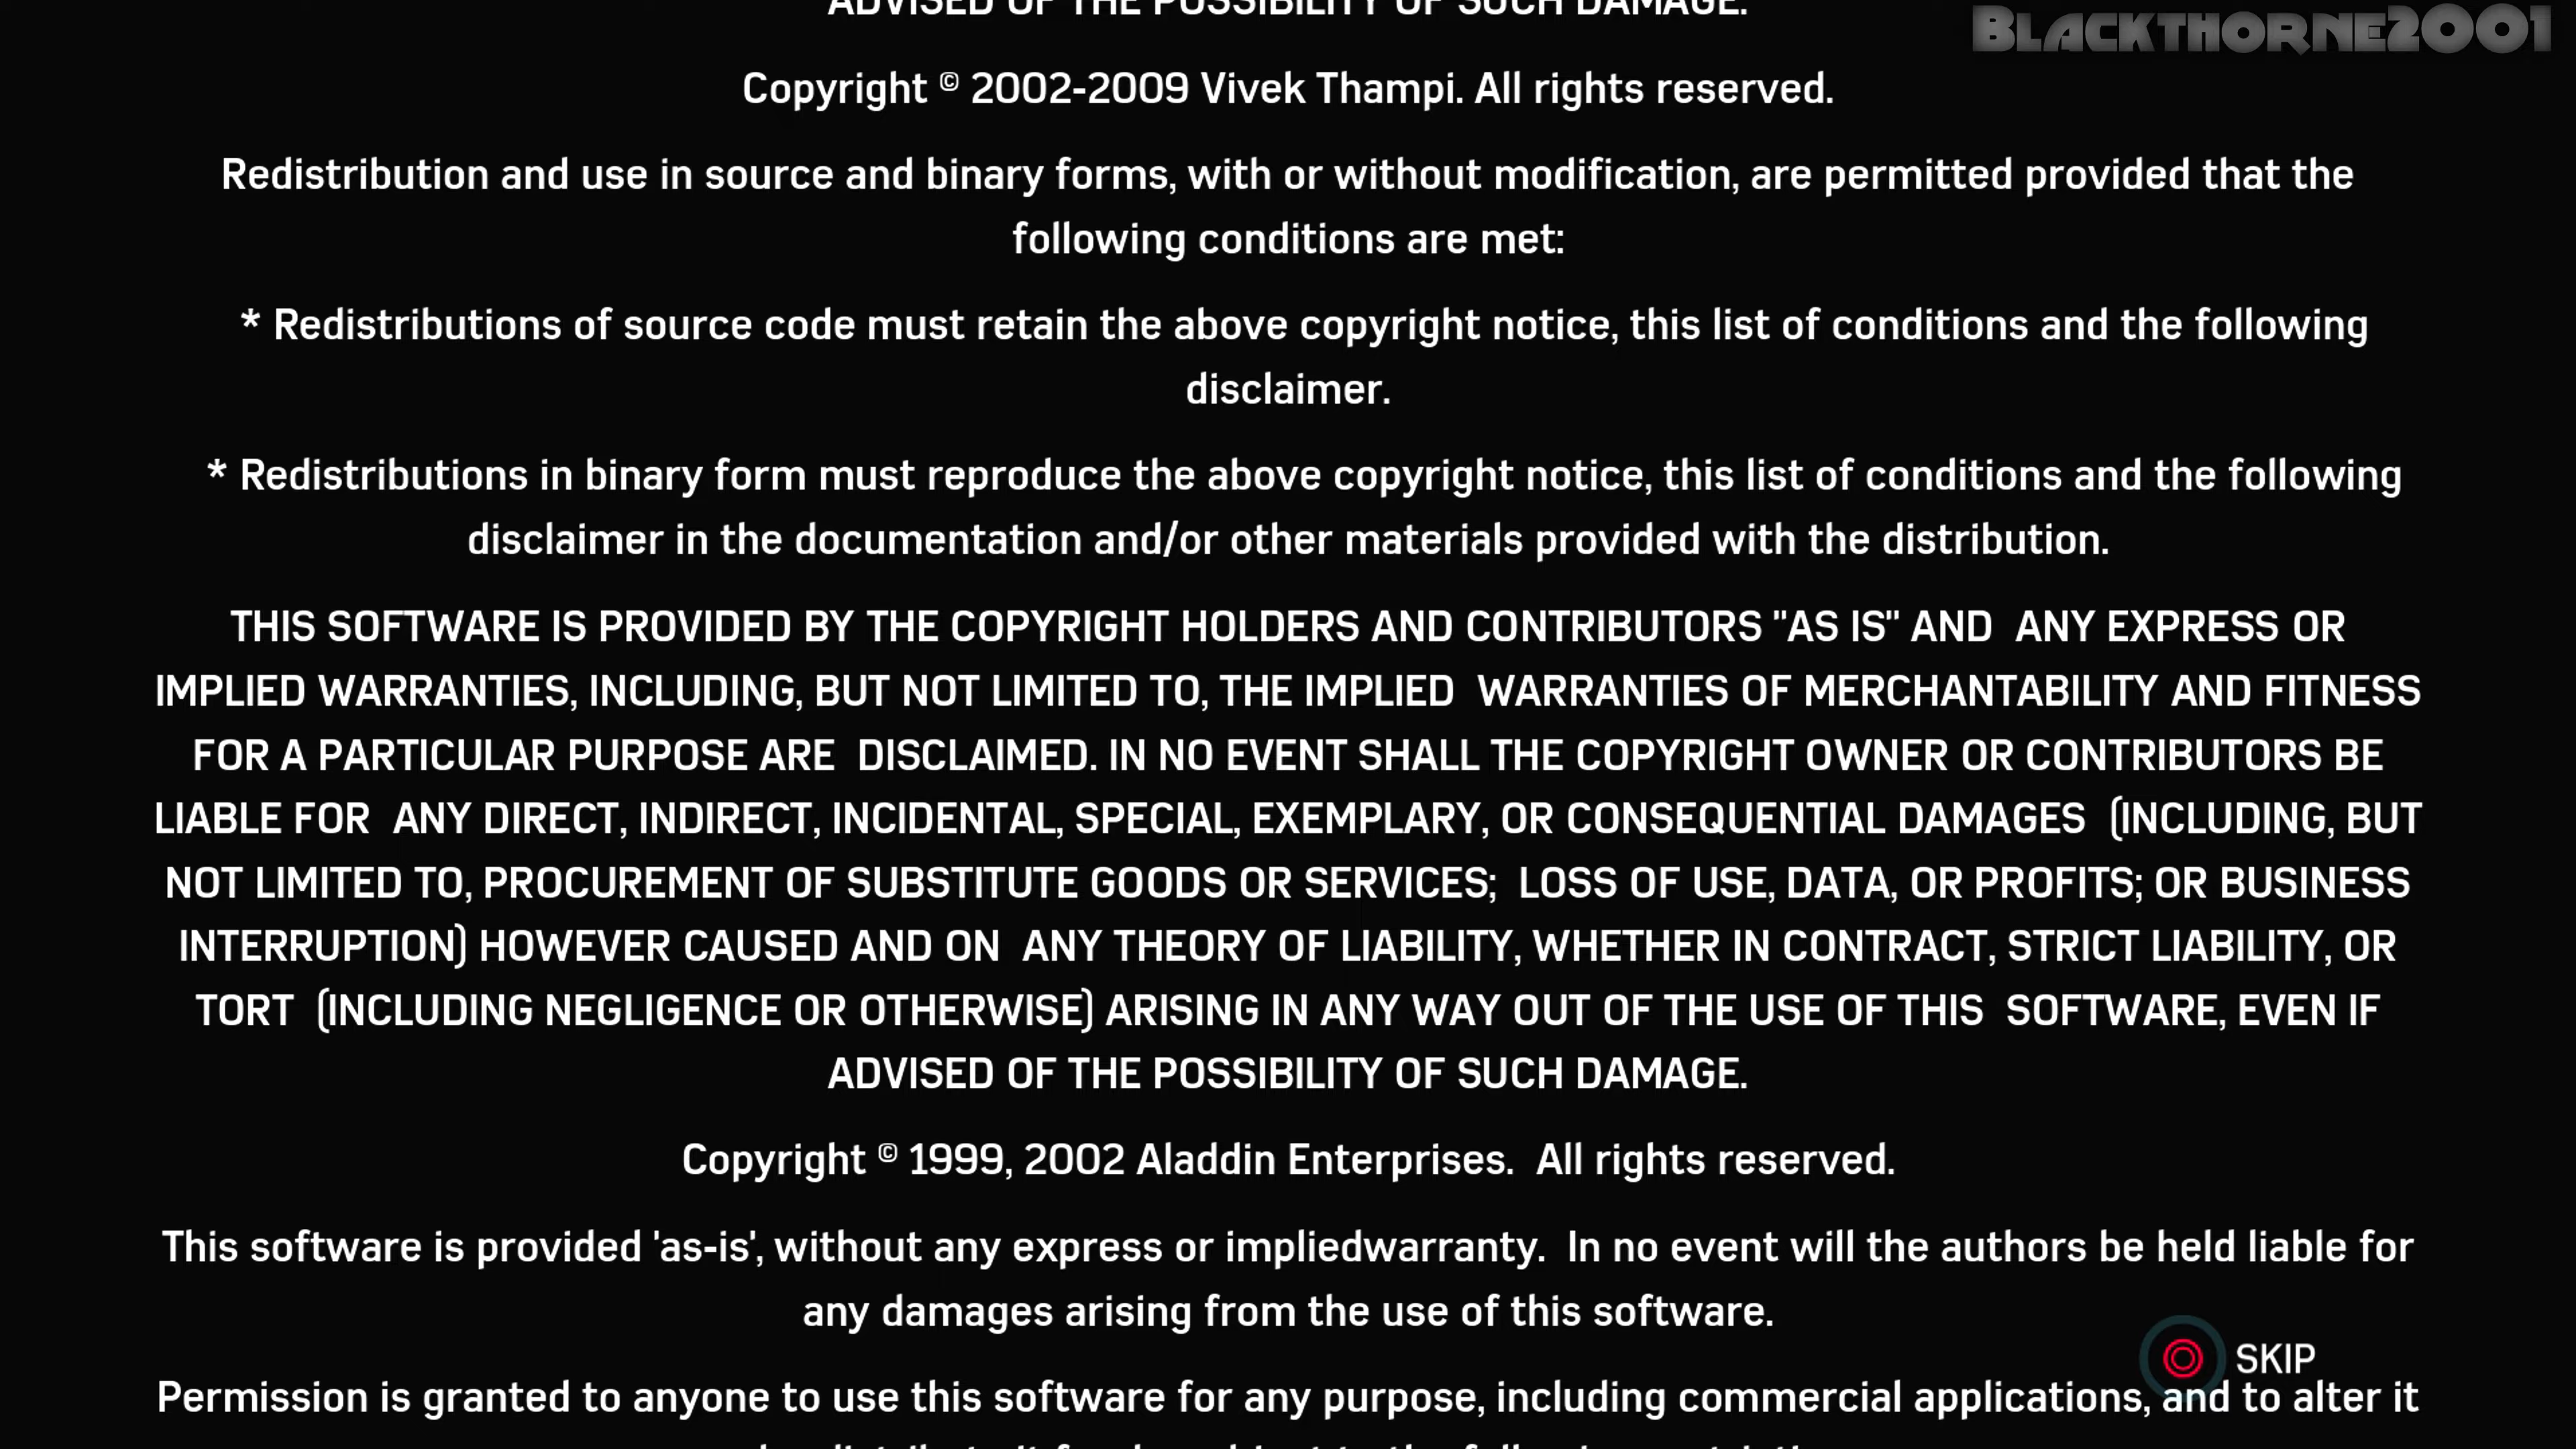 ADVISED OF THE POSSIBILITY OF SUCH DAMAGE.
BLACKTHORNE2001
Copyright © 2002-2009 Vivek Thampi. All rights reserved.
Redistribution and use in source and binary forms, with or without modification, are permitted provided that the
following conditions are met:
* Redistributions of source code must retain the above copyright notice, this list of conditions and the following
disclaimer.
* Redistributions in binary form must reproduce the above copyright notice, this list of conditions and the following
disclaimer in the documentation and/or other materials provided with the distribution.
THIS SOFTWARE IS PROVIDED BY THE COPYRIGHT HOLDERS AND CONTRIBUTORS "AS IS" AND  ANY EXPRESS OR
IMPLIED WARRANTIES, INCLUDING, BUT NOT LIMITED TO, THE IMPLIED  WARRANTIES OF MERCHANTABILITY AND FITNESS
FOR A PARTICULAR PURPOSE ARE  DISCLAIMED. IN NO EVENT SHALL THE COPYRIGHT OWNER OR CONTRIBUTORS BE
LIABLE FOR  ANY DIRECT, INDIRECT, INCIDENTAL, SPECIAL, EXEMPLARY, OR CONSEQUENTIAL DAMAGES  (INCLUDING, BUT
NOT LIMITED TO, PROCUREMENT OF SUBSTITUTE GOODS OR SERVICES;  LOSS OF USE, DATA, OR PROFITS; OR BUSINESS
INTERRUPTION) HOWEVER CAUSED AND ON  ANY THEORY OF LIABILITY, WHETHER IN CONTRACT, STRICT LIABILITY, OR
TORT  (INCLUDING NEGLIGENCE OR OTHERWISE) ARISING IN ANY WAY OUT OF THE USE OF THIS  SOFTWARE, EVEN IF
ADVISED OF THE POSSIBILITY OF SUCH DAMAGE.
Copyright © 1999, 2002 Aladdin Enterprises.  All rights reserved.
This software is provided 'as-is', without any express or impliedwarranty.  In no event will the authors be held liable for
any damages arising from the use of this software.
SKIP
Permission is granted to anyone to use this software for any purpose, including commercial applications, and to alter it